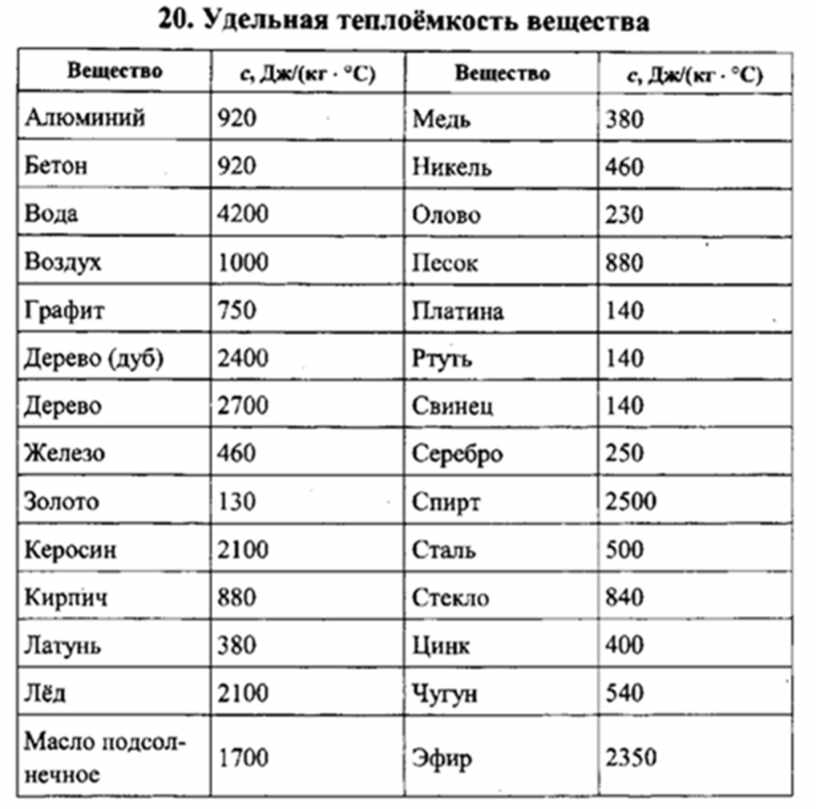 20. Удельная теплоёмкость вещества
Вещество c, Дж/(кг · °С) Вещество c, Дж/(кг · °С)
Алюминий 920 Медь 380
Бетон 920 Никель 460
Вода 4200 Олово 230
Воздух 1000 Песок 880
Графит 750 Платина 140
Дерево (дуб) 2400 Ртуть 140
Дерево 2700 Свинец 140
Железо 460 Серебро 250
Золото 130 Спирт 2500
Керосин 2100 Сталь 500
Кирпич 880 Стекло 840
Латунь 380 Цинк 400
Лёд 2100 Чугун 540
Масло подсол-
нечное 1700 Эфир 2350